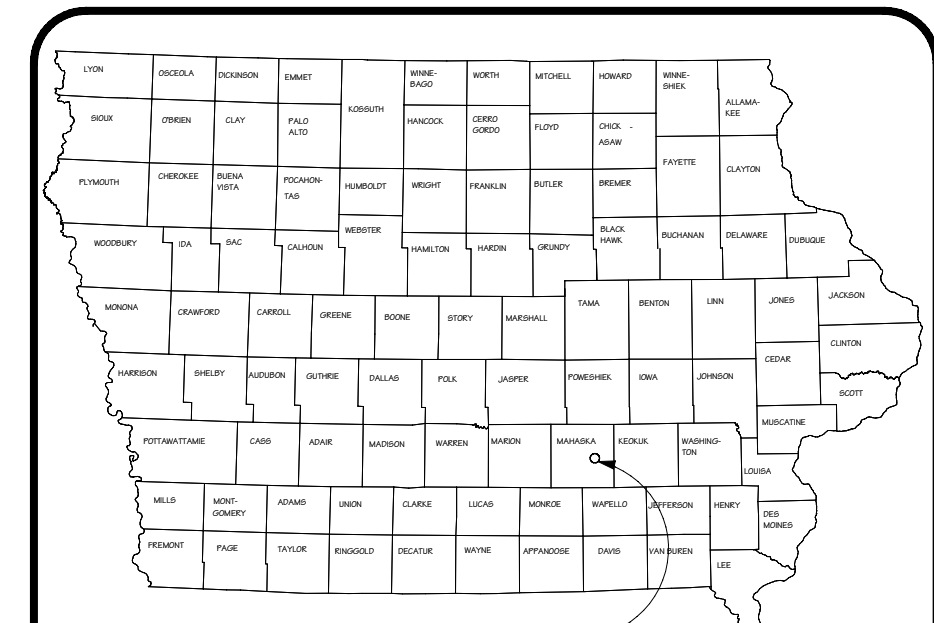 LYON
OSCEOLA
DICKINSON
EMMET
KOSSUTH
WINNE-
BAGO
WORTH
MITCHELL
HOWARD
WINNE-
SHIEK
ALLAMA-
KEE
SIOUX
O'BRIEN
CLAY
PALO
ALTO
HANCOCK
CERRO
GORDO
FLOYD
CHICK -
ASAW
FAYETTE
CLAYTON
PLYMOUTH
CHEROKEE
BUENA
VISTA
POCAHON-
TAS
HUMBOLDT
WRIGHT
FRANKLIN
BUTLER
BREMER
WOODBURY
IDA
SAC
CALHOUN
WEBSTER
HAMILTON
HARDIN
GRUNDY
BLACK
HAWK
BUCHANAN
DELAWARE
DUBUQUE
MONONA
CRAWFORD
CARROLL
GREENE
BOONE
STORY
MARSHALL
TAMA
BENTON
LINN
JONES
JACKSON
CLINTON
CEDAR
HARRISON
SHELBY
AUDUBON
GUTHRIE
DALLAS
POLK
JASPER
POWESHIEK
IOWA
JOHNSON
SCOTT
MUSCATINE
POTTAWATTAMIE
CASS
ADAIR
MADISON
WARREN
MARION
MAHASKA
KEOKUK
WASHING-
TON
LOUISA
MILLS
MONT-
GOMERY
ADAMS
UNION
CLARKE
LUCAS
MONROE
WAPELLO
JEFFERSON
HENRY
DES
MOINES
FREMONT
PAGE
TAYLOR
RINGGOLD
DECATUR
WAYNE
APPANOOSE
DAVIS
VAN BUREN
LEE